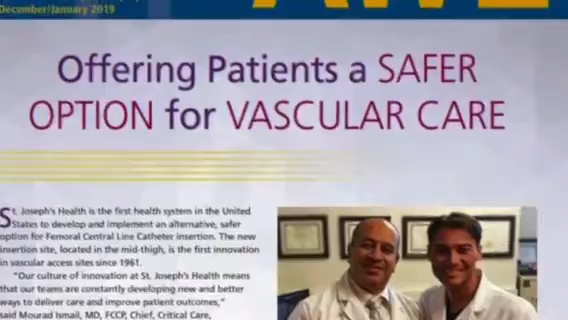 December/January 2019
Offering Patients a SAFER
OPTION for VASCULAR CARE
St. Joseph's Health is the first health system in the United
States to develop and implement an alternative, safer
option for Femoral Central Line Catheter insertion. The new
insertion site, located in the mid-thigh, is the first innovation
in vascular access sites since 1961.
"Our culture of innovation at St. Joseph's Health means
that our teams are constantly developing new and better
ways to deliver care and improve patient outcomes,"
said Mourad Ismail, MD, FCCP, Chief, Critical Care,